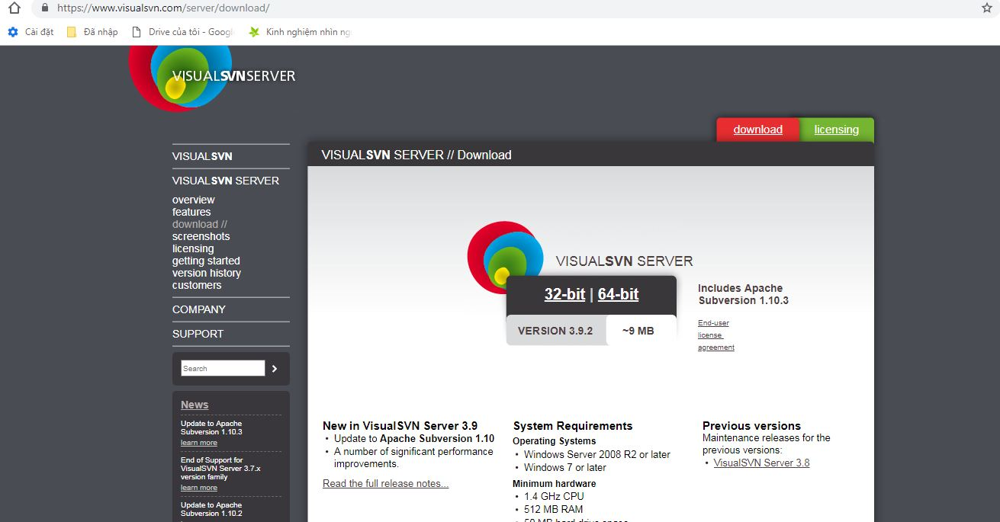 https://www.visualsvn.com/server/download/
Cài đặt
Đã nhập
Drive của tôi - Googl
Kinh nghiệm nhìn ng
VISUALSVNSERVER
download
licensing
VISUALSVN
VISUALSVN SERVER
overview
features
download //
screenshots
licensing
getting started
version history
customers
COMPANY
SUPPORT
Search
News
Update to Apache
Subversion 1.10.3
learn more
End of Support for
VisualSVN Server 3.7.x
version family
learn more
Update to Apache
Subversion 1.10.2
VISUALSVN SERVER // Download
VISUALSVN SERVER
32-bit | 64-bit
VERSION 3.9.2
~9 MB
Includes Apache
Subversion 1.10.3
End-user
license
agreement
New in VisualSVN Server 3.9
• Update to Apache Subversion 1.10
• A number of significant performance
improvements.
Read the full release notes...
System Requirements
Operating Systems
• Windows Server 2008 R2 or later
• Windows 7 or later
Minimum hardware
• 1.4 GHz CPU
• 512 MB RAM
• 50 MB hard drive space
Previous versions
Maintenance releases for the
previous versions:
• VisualSVN Server 3.8